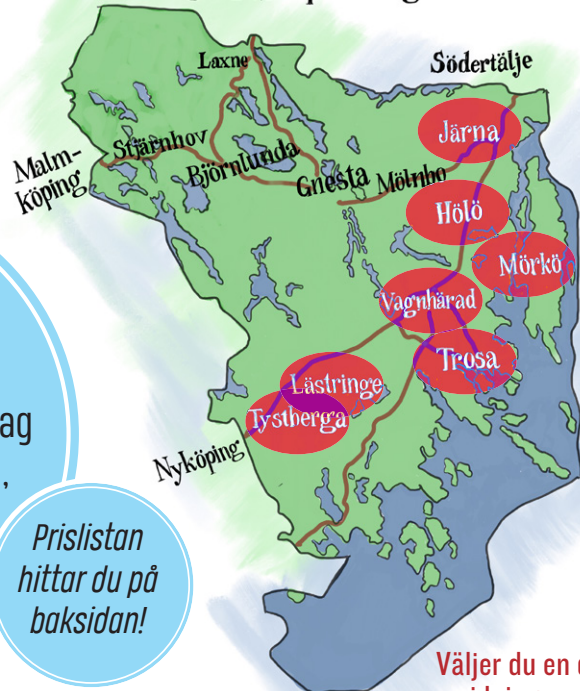 Laxne
Södertälje
Järna
Stjärnhov
Malm-
köping
Björnlunda
Gnesta
Mölnbo
Hölö
Mörkö
Vagnhärad
Trosa
Lästringe
Tystberga
Nyköping
ag
,
Prislistan
hittar du på
baksidan!
Väljer du en